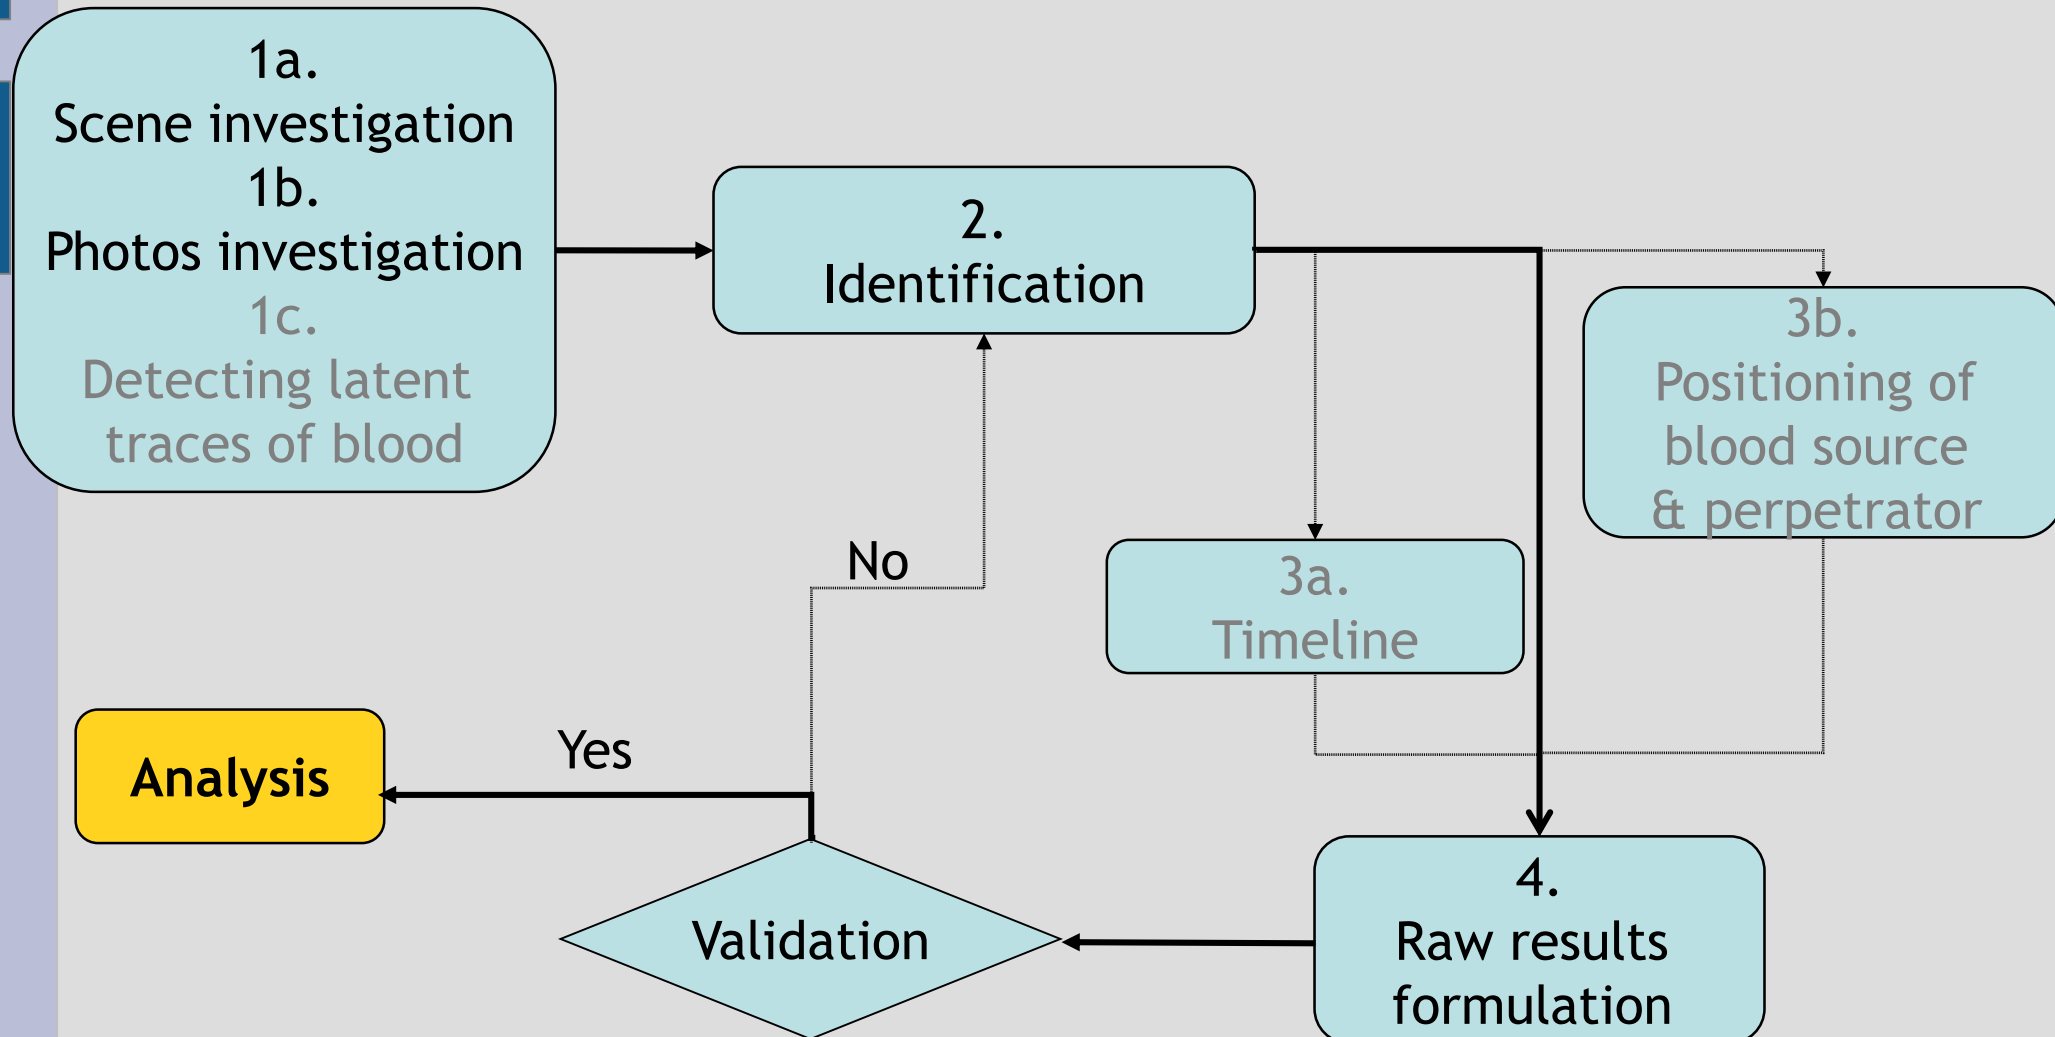 1a.
Scene investigation
1b.
Photos investigation
1c.
Detecting latent
traces of blood
2.
Identification
3b.
Positioning of
blood source
& perpetrator
No
3a.
Timeline
Yes
Analysis
Validation
4.
Raw results
formulation